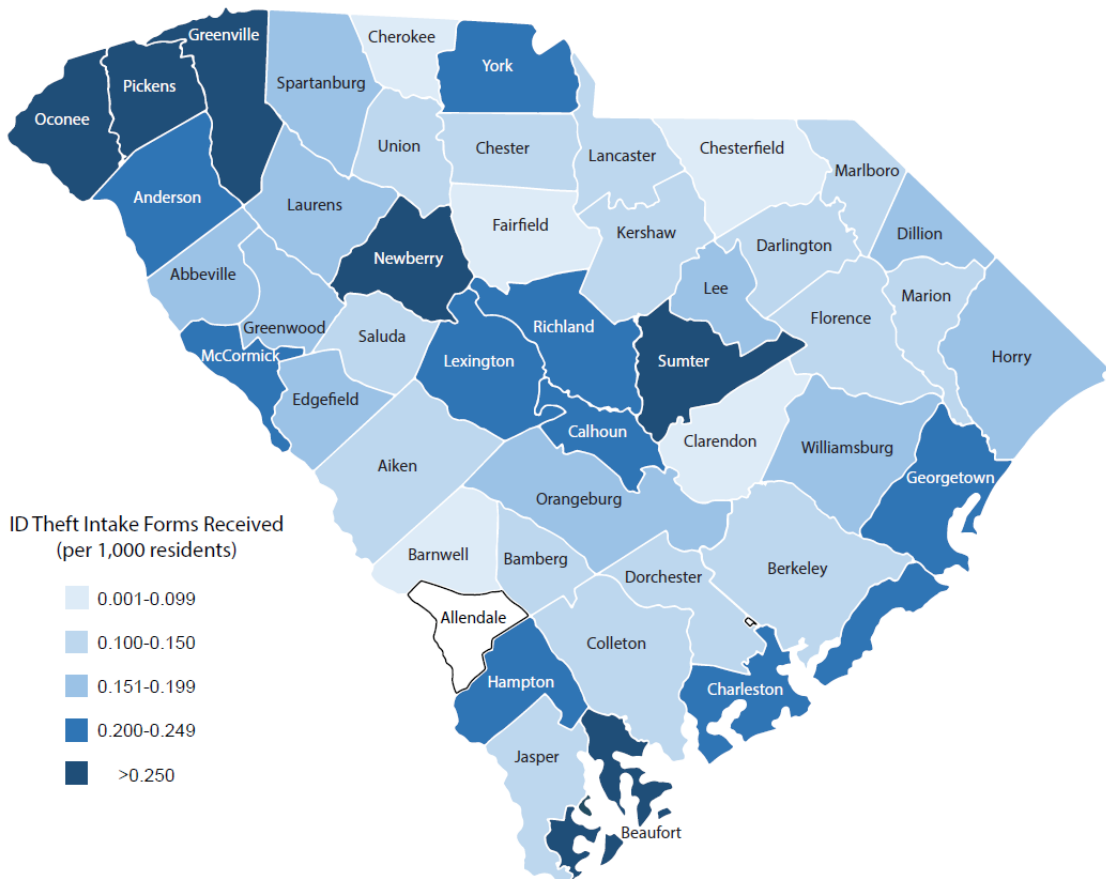 Greenville
Cherokee
York
Pickens
Spartanburg
Oconee
Union
Chester
Lancaster
Chesterfield
Marlboro
Anderson
Laurens
Fairfield
Kershaw
Darlington
Dillion
Newberry
Abbeville
Lee
Marion
Greenwood
Richland
Florence
Saluda
McCormick
Lexington
Sumter
Horry
Edgefield
Calhoun
Clarendon
Williamsburg
Aiken
Georgetown
Orangeburg
ID Theft Intake Forms Received
(per 1,000 residents)
Barnwell
Bamberg
Dorchester
Berkeley
0.001-0.099
Allendale
0.100-0.150
Colleton
0.151-0.199
Hampton
Charleston
0.200-0.249
Jasper
>0.250
Beaufort